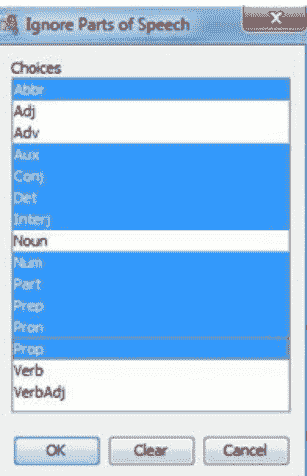 Ignore Parts of Speech
Choices
Abbr
Adj
Adv
Aux
Conj
Det
Interj
Noun
Num
Part
Prep
Pron
Prop
Verb
VerbAdj
OK Clear Cancel